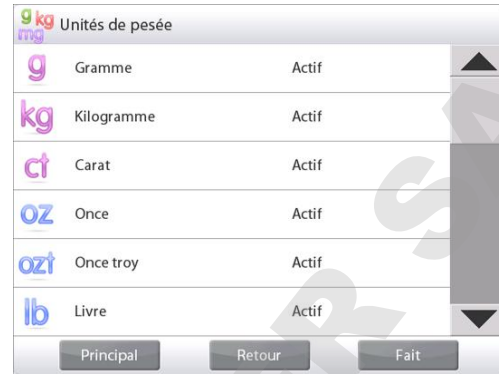 g kg mg Unités de pesée
g Gramme Actif
kg Kilogramme Actif
ct Carat Actif
oz Once Actif
ozt Once troy Actif
lb Livre Actif
Principal Retour Fait